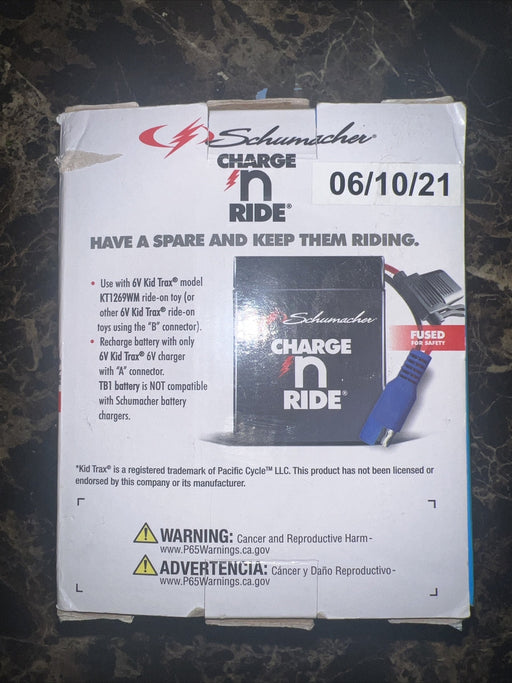 Schumacher®
CHARGE
'n
RIDE®
06/10/21
HAVE A SPARE AND KEEP THEM RIDING.
• Use with 6V Kid Trax® model
KT1269WM ride-on toy (or
other 6V Kid Trax® ride-on
toys using the "B" connector).
• Recharge battery with only
6V Kid Trax® 6V charger
with "A" connector.
TB1 battery is NOT compatible
with Schumacher battery
chargers.
Schumacher®
CHARGE
'n
RIDE®
FUSED
FOR SAFETY
*Kid Trax® is a registered trademark of Pacific Cycle™ LLC. This product has not been licensed or
endorsed by this company or its manufacturer.
WARNING: Cancer and Reproductive Harm-
www.P65Warnings.ca.gov
ADVERTENCIA: Cáncer y Daño Reproductivo-
www.P65Warnings.ca.gov